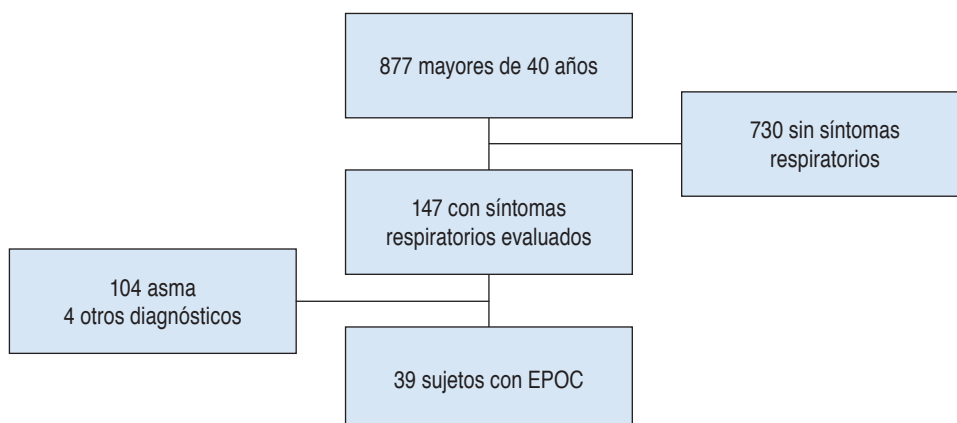 877 mayores de 40 años
730 sin síntomas
respiratorios
147 con síntomas
respiratorios evaluados
104 asma
4 otros diagnósticos
39 sujetos con EPOC